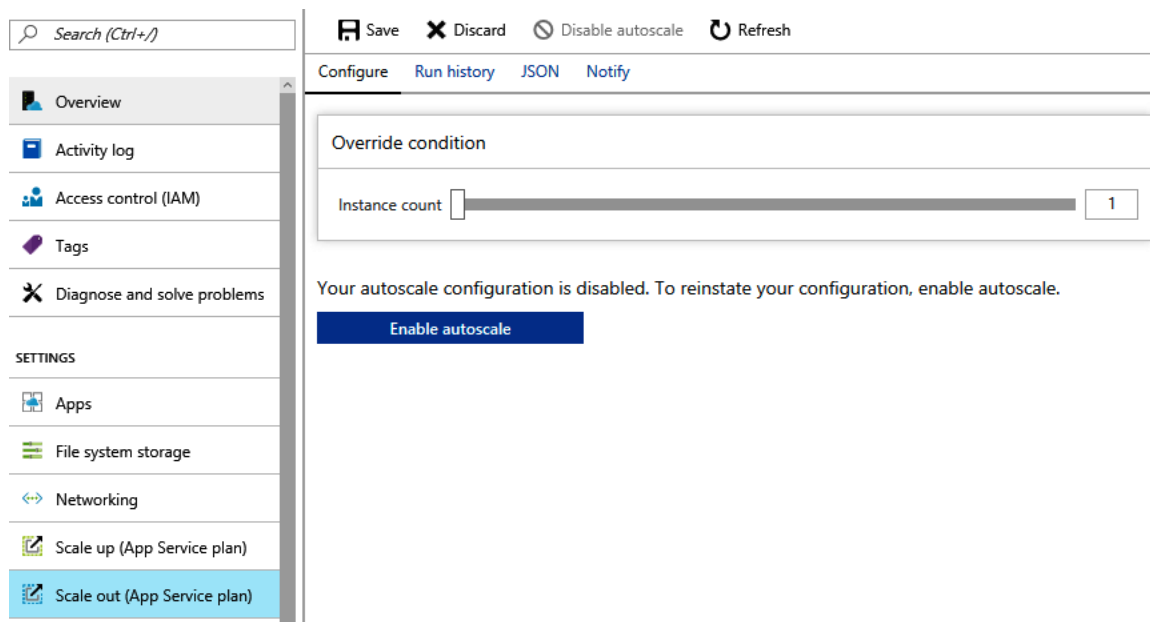 Search (Ctrl+/)
Overview
Activity log
Access control (IAM)
Tags
Diagnose and solve problems
SETTINGS
Apps
File system storage
Networking
Scale up (App Service plan)
Scale out (App Service plan)
Save Discard Disable autoscale Refresh
Configure Run history JSON Notify
Override condition
Instance count 1
Your autoscale configuration is disabled. To reinstate your configuration, enable autoscale.
Enable autoscale